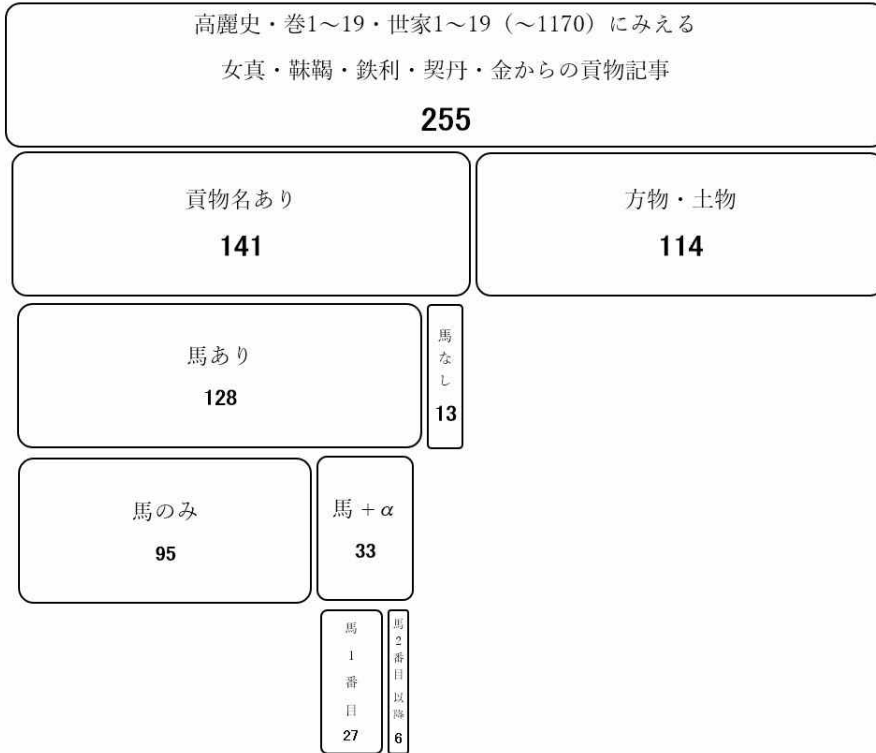 高麗史・巻1～19・世家1～19（～1170）にみえる
女真・靺鞨・鉄利・契丹・金からの貢物記事
255
貢物名あり
141
方物・土物
114
馬あり
128
馬なし
13
馬のみ
95
馬+α
33
馬1番目
27
馬2番目以降
6